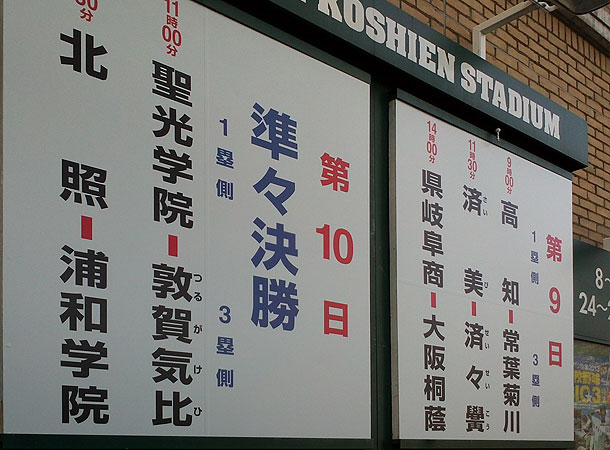 KOSHIEN STADIUM
第9日
1塁側 3塁側
9時00分
高知-常葉菊川
11時30分
済美-済々黌
さい び せい せい こう
14時00分
県岐阜商-大阪桐蔭
第10日
準々決勝
1塁側 3塁側
11時00分
聖光学院-敦賀気比
つる が け ひ
30分
北照-浦和学院
8~
24~